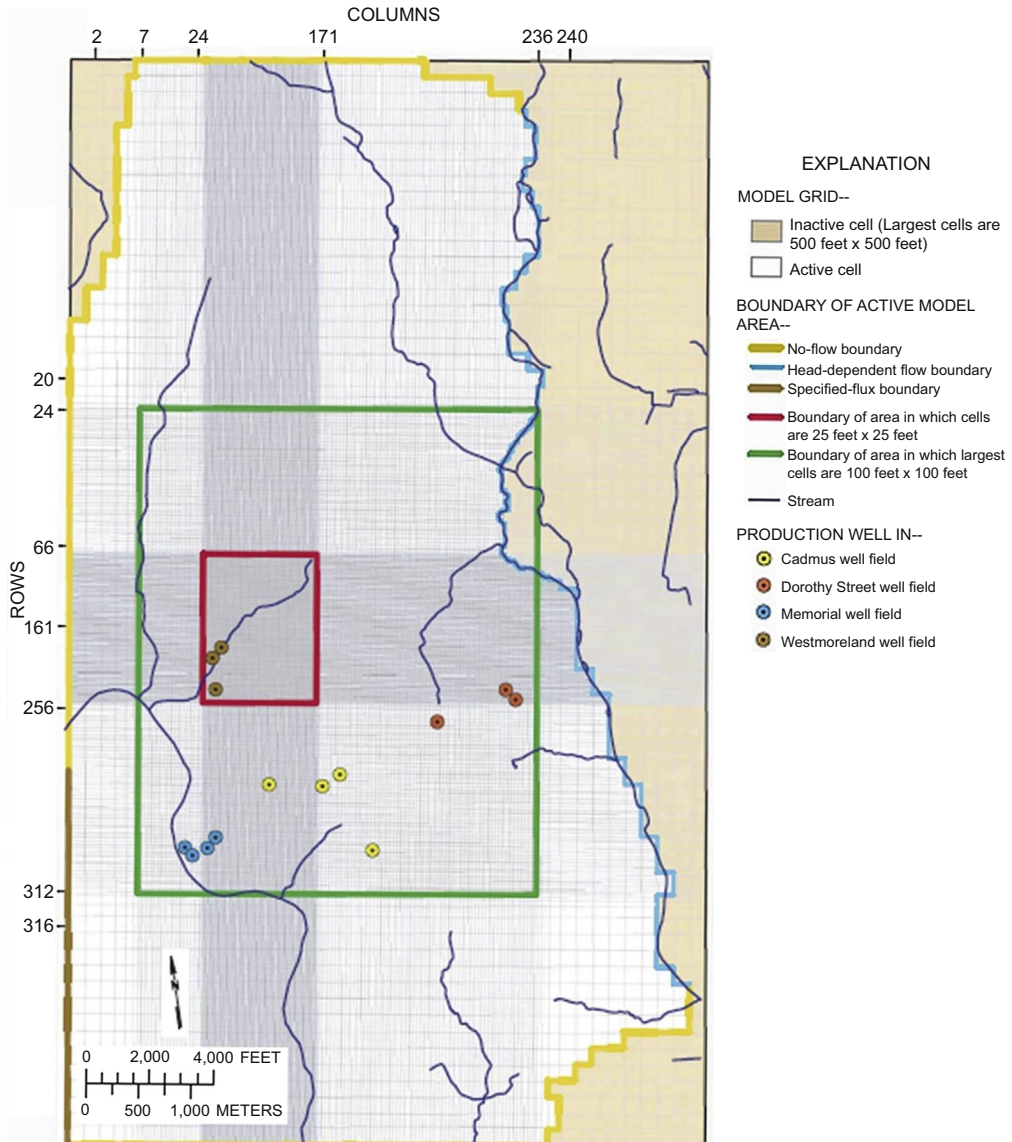 COLUMNS
2 7 24 171 236 240
ROWS
20
24
66
161
256
312
316
N
0 2,000 4,000 FEET
0 500 1,000 METERS
EXPLANATION
MODEL GRID--
Inactive cell (Largest cells are
500 feet x 500 feet)
Active cell
BOUNDARY OF ACTIVE MODEL
AREA--
No-flow boundary
Head-dependent flow boundary
Specified-flux boundary
Boundary of area in which cells
are 25 feet x 25 feet
Boundary of area in which largest
cells are 100 feet x 100 feet
Stream
PRODUCTION WELL IN--
Cadmus well field
Dorothy Street well field
Memorial well field
Westmoreland well field